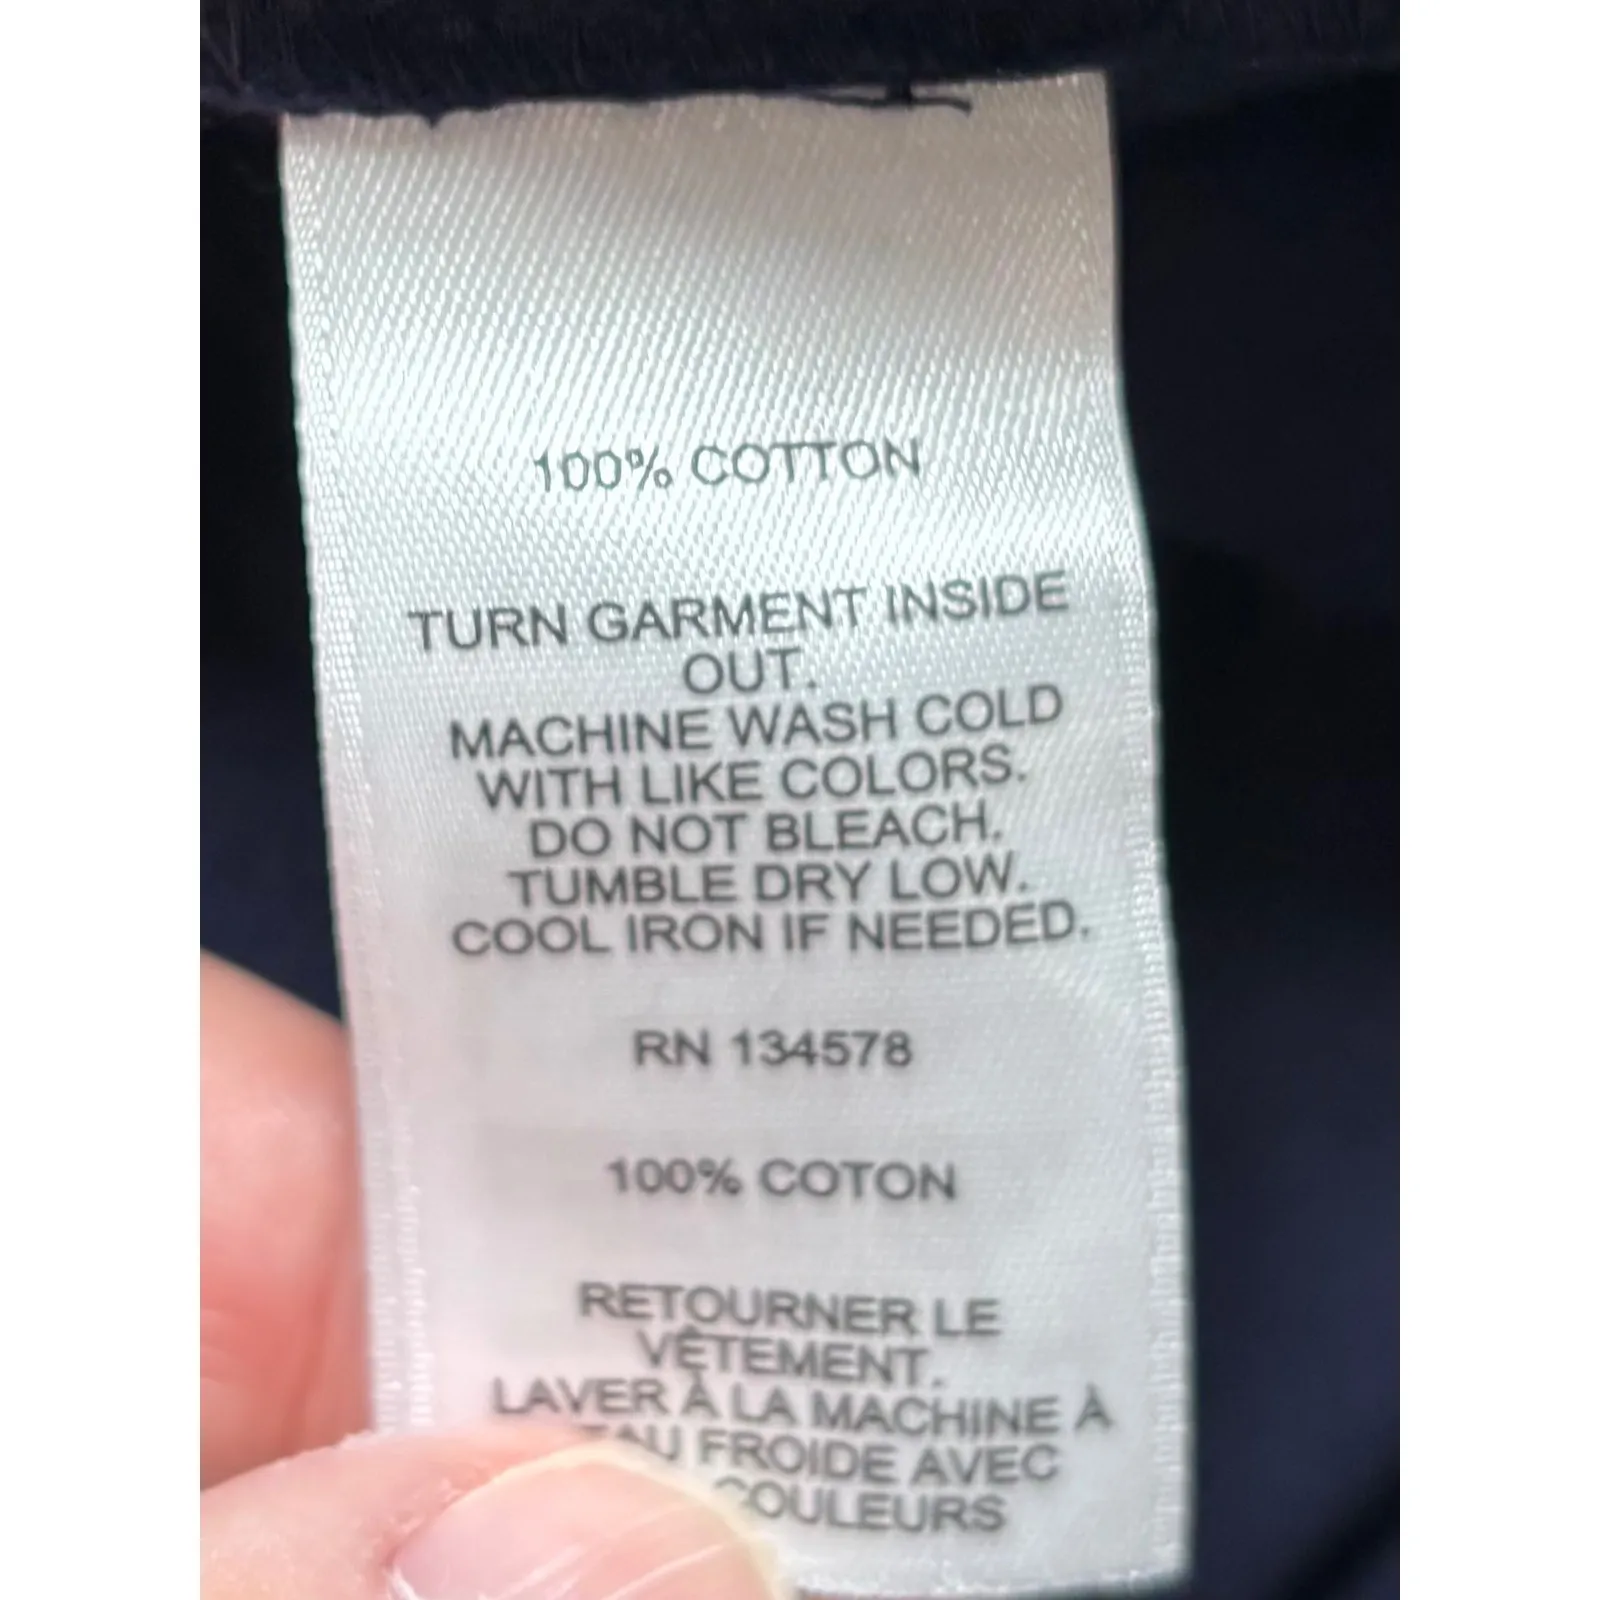 100% COTTON
TURN GARMENT INSIDE
OUT.
MACHINE WASH COLD
WITH LIKE COLORS.
DO NOT BLEACH.
TUMBLE DRY LOW.
COOL IRON IF NEEDED.
RN 134578
100% COTON
RETOURNER LE
VÊTEMENT.
LAVER À LA MACHINE À
FROIDE AVEC
COULEURS